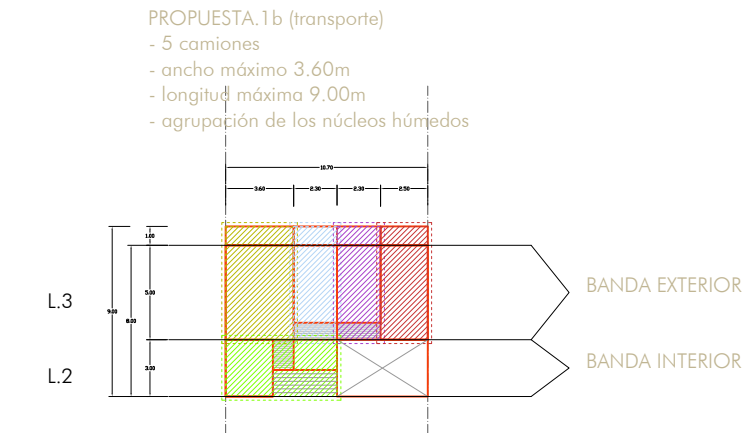 PROPUESTA.1b (transporte)
- 5 camiones
- ancho máximo 3.60m
- longitud máxima 9.00m
- agrupación de los núcleos húmedos
10.70
3.60 2.30 2.30 2.50
1.00
5.00
9.00
8.00
3.00
L.3
BANDA EXTERIOR
L.2
BANDA INTERIOR